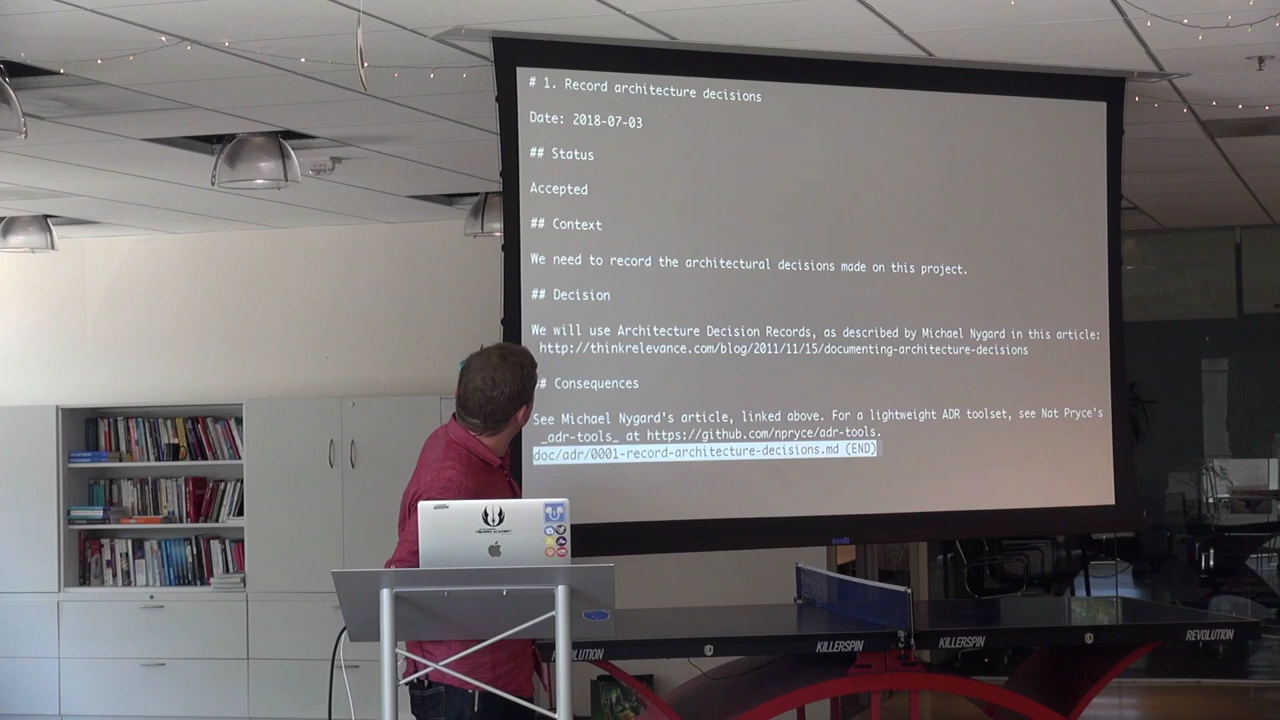 # 1. Record architecture decisions
Date: 2018-07-03
## Status
Accepted
## Context
We need to record the architectural decisions made on this project.
## Decision
We will use Architecture Decision Records, as described by Michael Nygard in this article:
http://thinkrelevance.com/blog/2011/11/15/documenting-architecture-decisions
# Consequences
See Michael Nygard's article, linked above. For a lightweight ADR toolset, see Nat Pryce's
_adr-tools_ at https://github.com/npryce/adr-tools.
doc/adr/0001-record-architecture-decisions.md (END)
OLUTION
KILLERSPIN
KILLERSPIN
REVOLUTION